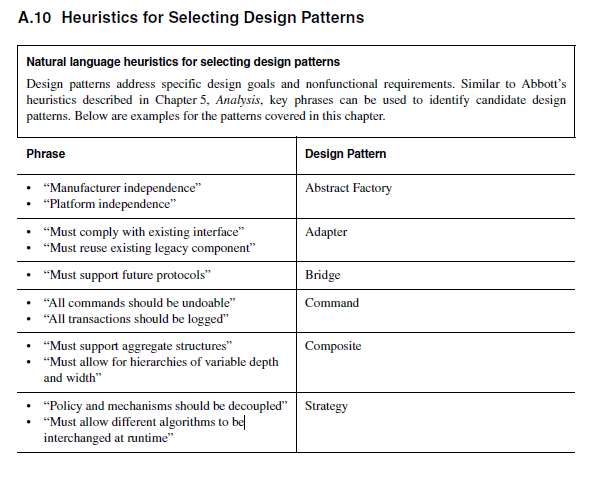 A.10 Heuristics for Selecting Design Patterns
Natural language heuristics for selecting design patterns
Design patterns address specific design goals and nonfunctional requirements. Similar to Abbott’s
heuristics described in Chapter 5, Analysis, key phrases can be used to identify candidate design
patterns. Below are examples for the patterns covered in this chapter.
Phrase Design Pattern
• “Manufacturer independence” Abstract Factory
• “Platform independence”
• “Must comply with existing interface” Adapter
• “Must reuse existing legacy component”
• “Must support future protocols” Bridge
• “All commands should be undoable” Command
• “All transactions should be logged”
• “Must support aggregate structures” Composite
• “Must allow for hierarchies of variable depth
and width”
• “Policy and mechanisms should be decoupled” Strategy
• “Must allow different algorithms to be
interchanged at runtime”